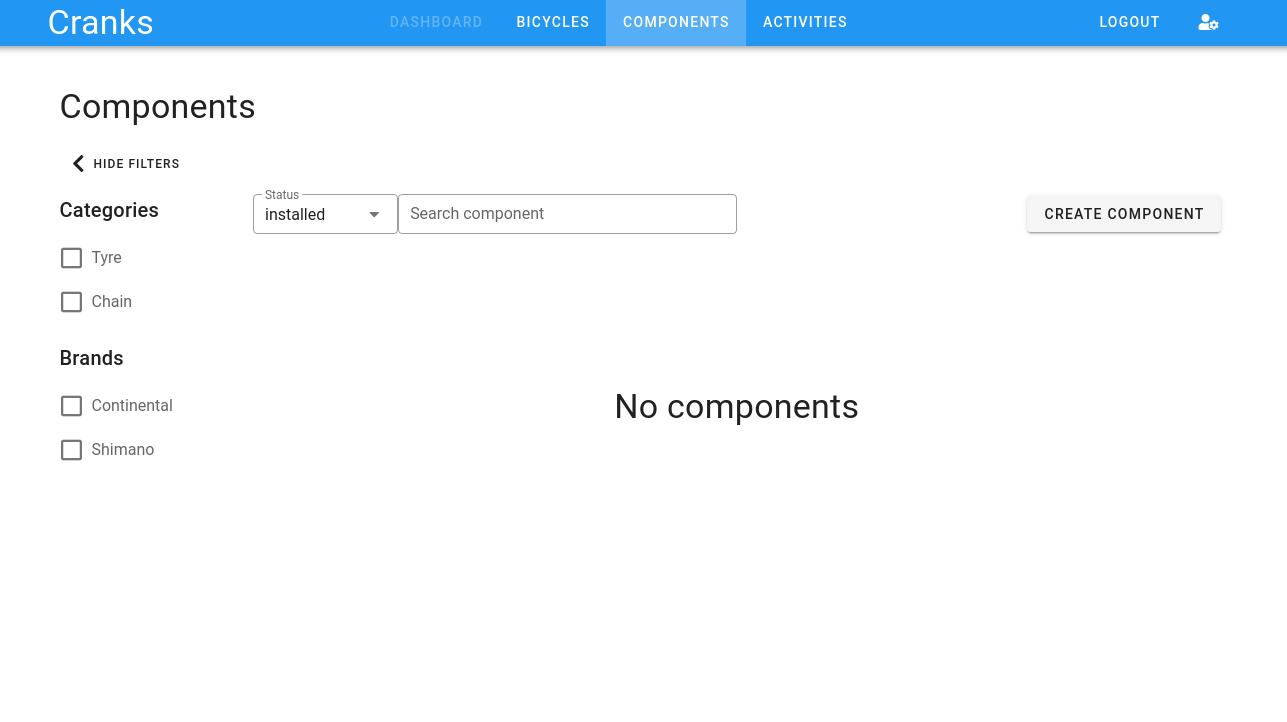 Cranks
DASHBOARD
BICYCLES
COMPONENTS
ACTIVITIES
LOGOUT
Components
HIDE FILTERS
Categories
Tyre
Chain
Brands
Continental
Shimano
Status
installed
Search component
CREATE COMPONENT
No components